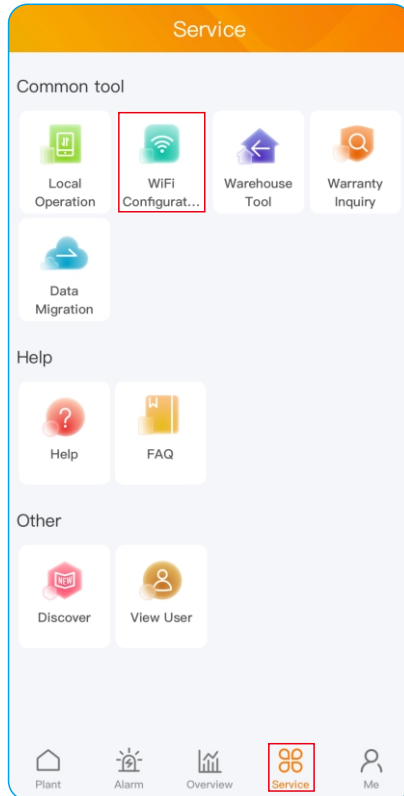 Service
Common tool
Local
Operation
WiFi
Configurat...
Warehouse
Tool
Warranty
Inquiry
Data
Migration
Help
?
Help
FAQ
Other
NEW
Discover
View User
Plant
Alarm
Overview
Service
Me